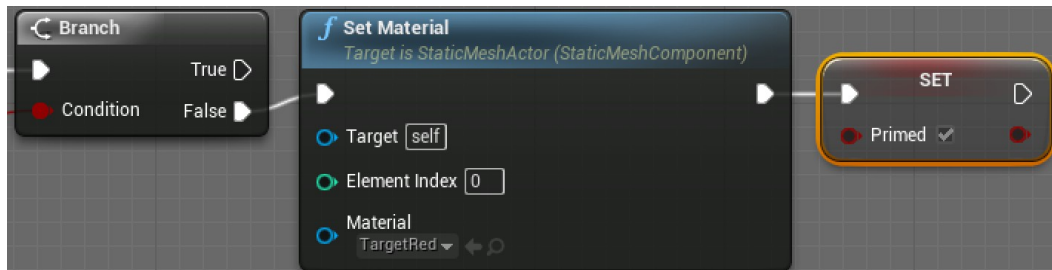 Branch
True
Condition
False
f Set Material
Target is StaticMeshActor (StaticMeshComponent)
Target self
Element Index 0
Material
TargetRed
SET
Primed